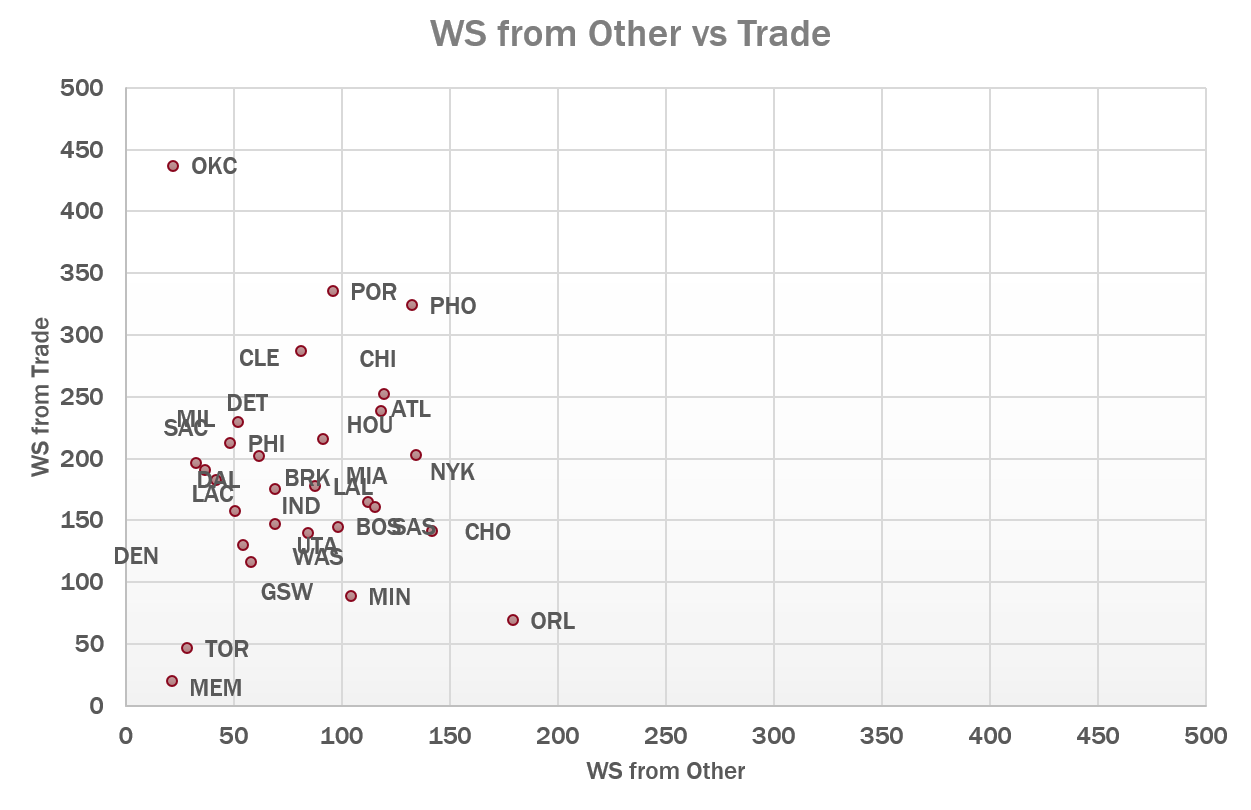 WS from Other vs Trade
500
450
OKC
400
350
POR
PHO
300
CLE
CHI
WS from Trade
250
DET
ATL
MIL
HOU
SAC
PHI
200
NYK
MIA
BRK
DAL
LAL
LAC
IND
150
BOS
SAS
CHO
UTA
DEN
WAS
100
GSW
MIN
ORL
50
TOR
MEM
0
0 50 100 150 200 250 300 350 400 450 500
WS from Other